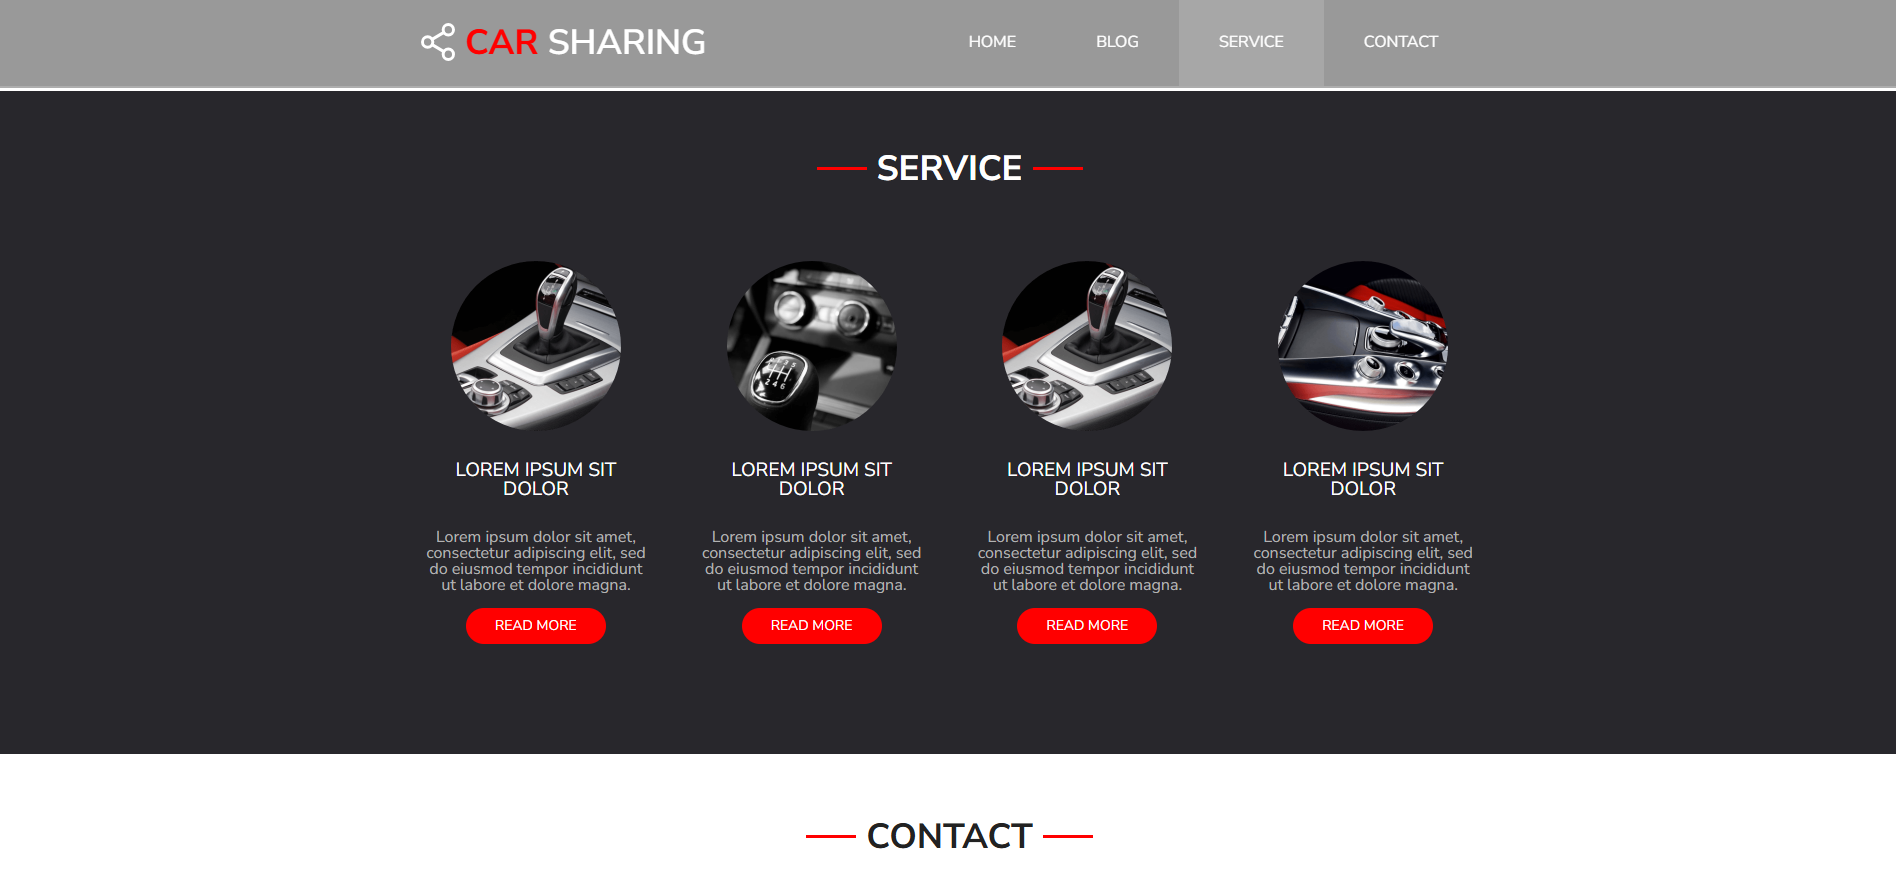 CAR SHARING
HOME
BLOG
SERVICE
CONTACT
SERVICE
LOREM IPSUM SIT
DOLOR
Lorem ipsum dolor sit amet,
consectetur adipiscing elit, sed
do eiusmod tempor incididunt
ut labore et dolore magna.
READ MORE
LOREM IPSUM SIT
DOLOR
Lorem ipsum dolor sit amet,
consectetur adipiscing elit, sed
do eiusmod tempor incididunt
ut labore et dolore magna.
READ MORE
LOREM IPSUM SIT
DOLOR
Lorem ipsum dolor sit amet,
consectetur adipiscing elit, sed
do eiusmod tempor incididunt
ut labore et dolore magna.
READ MORE
LOREM IPSUM SIT
DOLOR
Lorem ipsum dolor sit amet,
consectetur adipiscing elit, sed
do eiusmod tempor incididunt
ut labore et dolore magna.
READ MORE
CONTACT